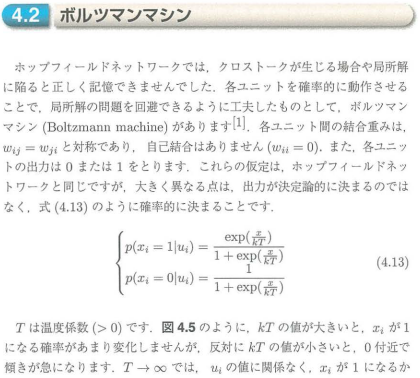 4.2 ボルツマンマシン
ホップフィールドネットワークでは，クロストークが生じる場合や局所解
に陥ると正しく記憶できませんでした．各ユニットを確率的に動作させる
ことで，局所解の問題を回避できるように工夫したものとして，ボルツマン
マシン (Boltzmann machine) があります[1]．各ユニット間の結合重みは，
w_{ij} = w_{ji} と対称であり，自己結合はありません (w_{ii} = 0)．また，各ユニッ
トの出力は 0 または 1 をとります．これらの仮定は，ホップフィールドネッ
トワークと同じですが，大きく異なる点は，出力が決定論的に決まるのでは
なく，式 (4.13) のように確率的に決まることです．
p(x_i = 1|u_i) = exp(x/kT) / (1 + exp(x/kT))
p(x_i = 0|u_i) = 1 / (1 + exp(x/kT))
(4.13)
T は温度係数 (> 0) です．図 4.5 のように，kT の値が大きいと，x_i が 1
になる確率があまり変化しませんが，反対に kT の値が小さいと，0 付近で
傾きが急になります．T → ∞ では，u_i の値に関係なく，x_i が 1 になるか